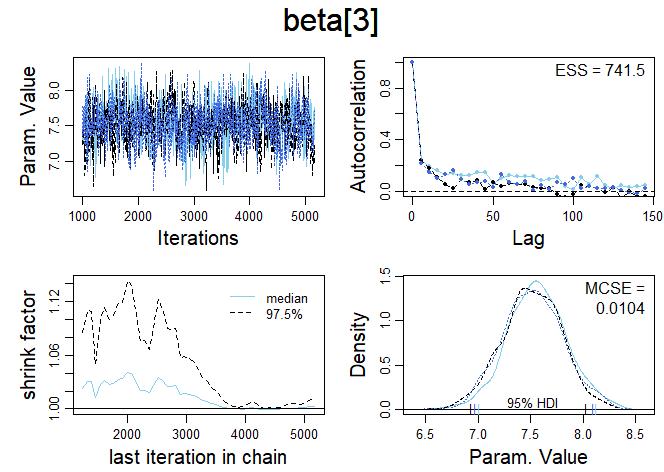 beta[3]
Param. Value
7.0 7.5 8.0
1000 2000 3000 4000 5000
Iterations
Autocorrelation
0.0 0.4 0.8
ESS = 741.5
0 50 100 150
Lag
shrink factor
1.00 1.06 1.12
median
97.5%
2000 3000 4000 5000
last iteration in chain
Density
0.0 0.5 1.0 1.5
MCSE =
0.0104
95% HDI
6.5 7.0 7.5 8.0 8.5
Param. Value